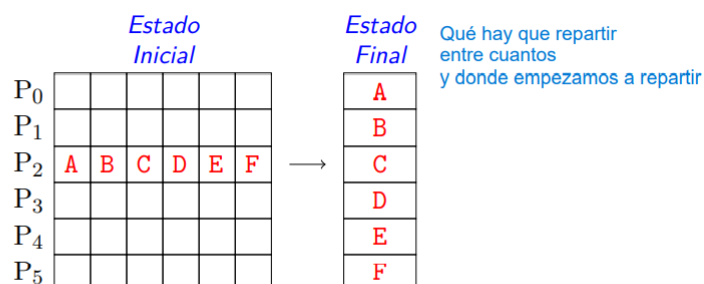 Estado Inicial
Estado Final
Qué hay que repartir
entre cuantos
y donde empezamos a repartir
P0 A
P1 B
P2 A B C D E F → C
P3 D
P4 E
P5 F